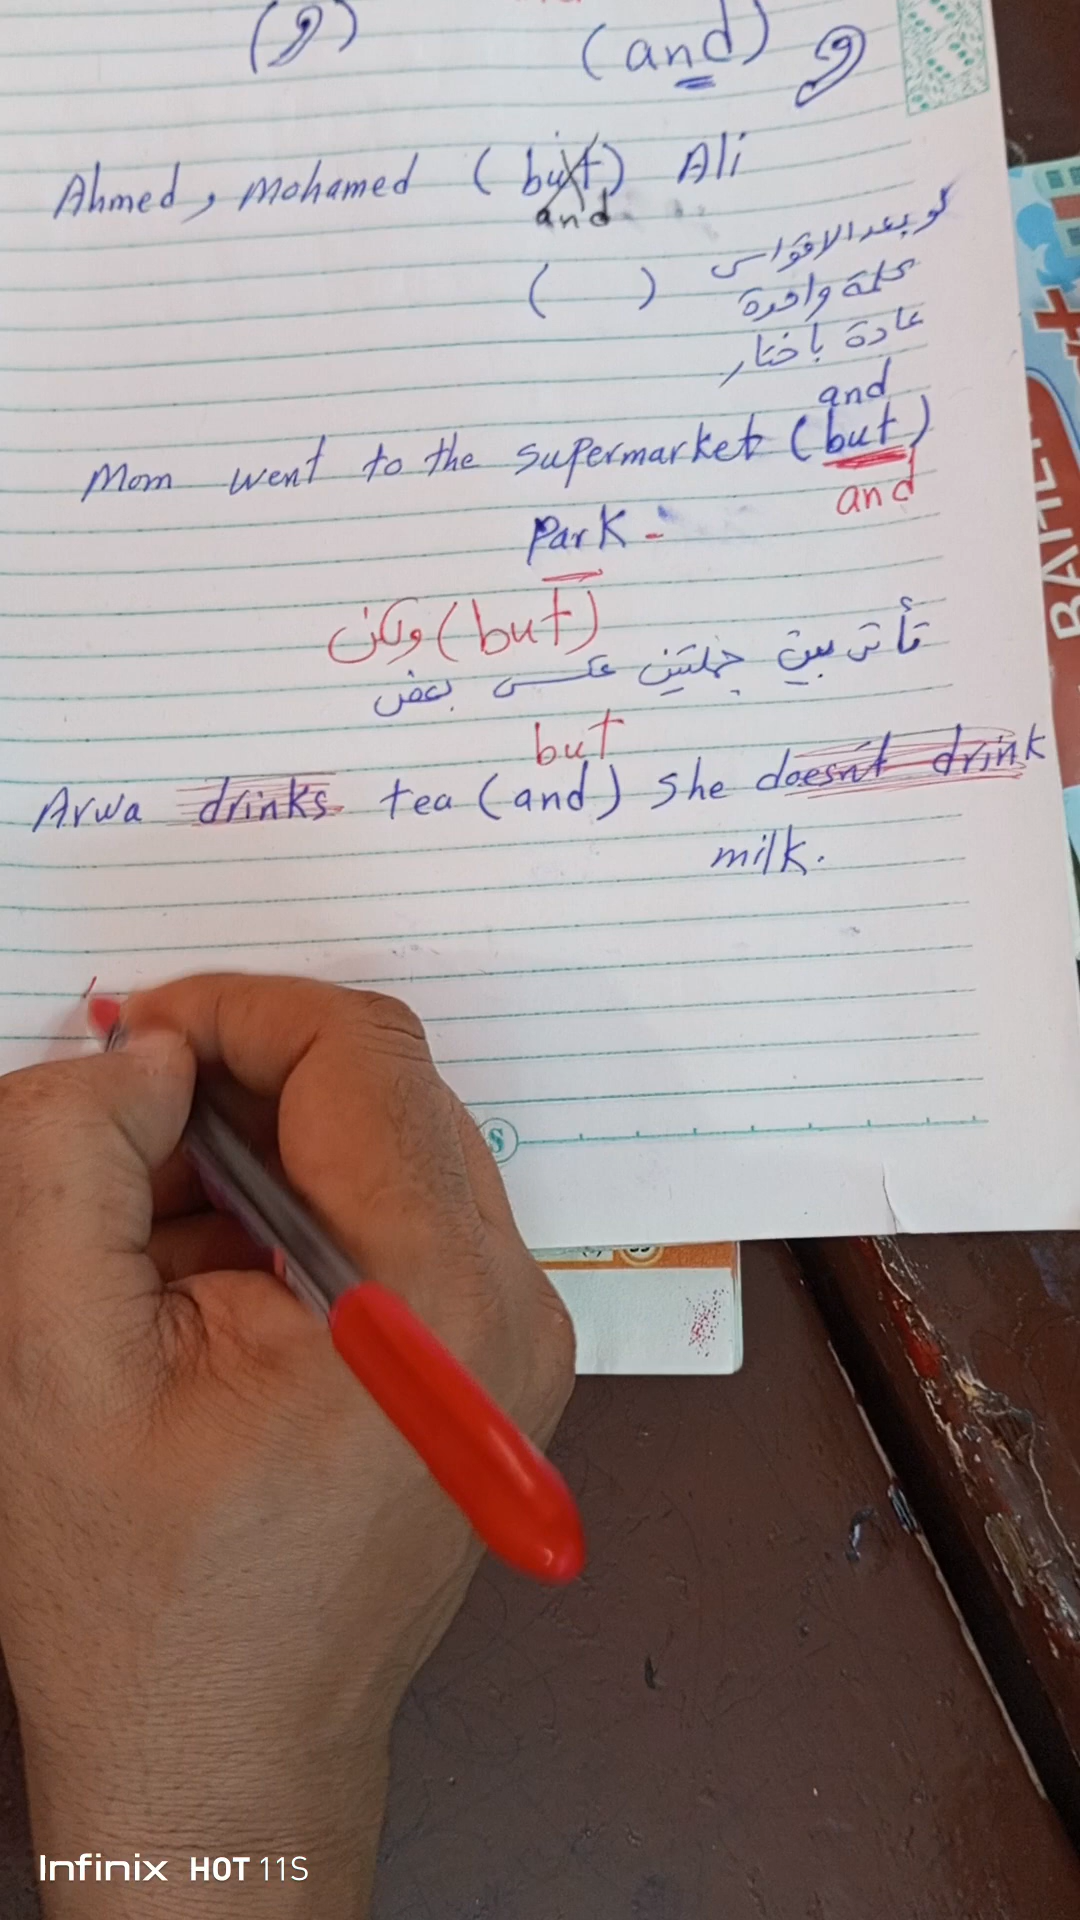 (و) (and) و
Ahmed, Mohamed (but) Ali
and
لو بعد الاقواس
( ) كلمة واحدة
عادة باختار
and
Mom went to the supermarket (but)
and
Park -
ولكن (but)
تأتى بين جملتين عكس بعض
but
Arwa drinks tea (and) she doesn't drink
milk.
S
Infinix HOT 11S